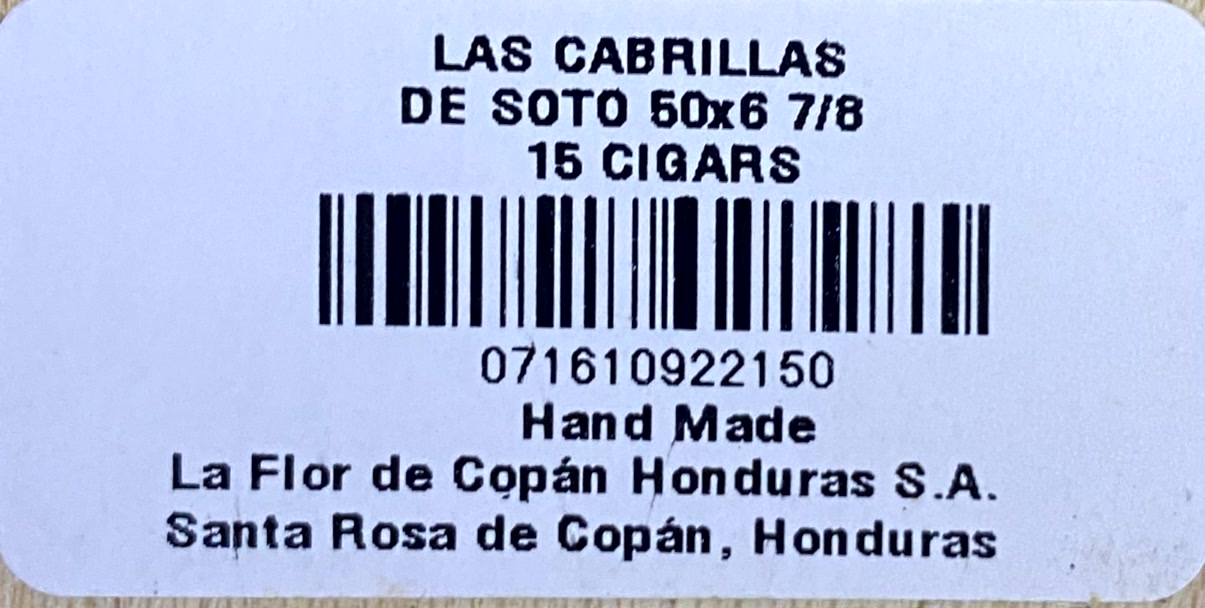 LAS CABRILLAS
DE SOTO 50x6 7/8
15 CIGARS
071610922150
Hand Made
La Flor de Copán Honduras S.A.
Santa Rosa de Copán, Honduras